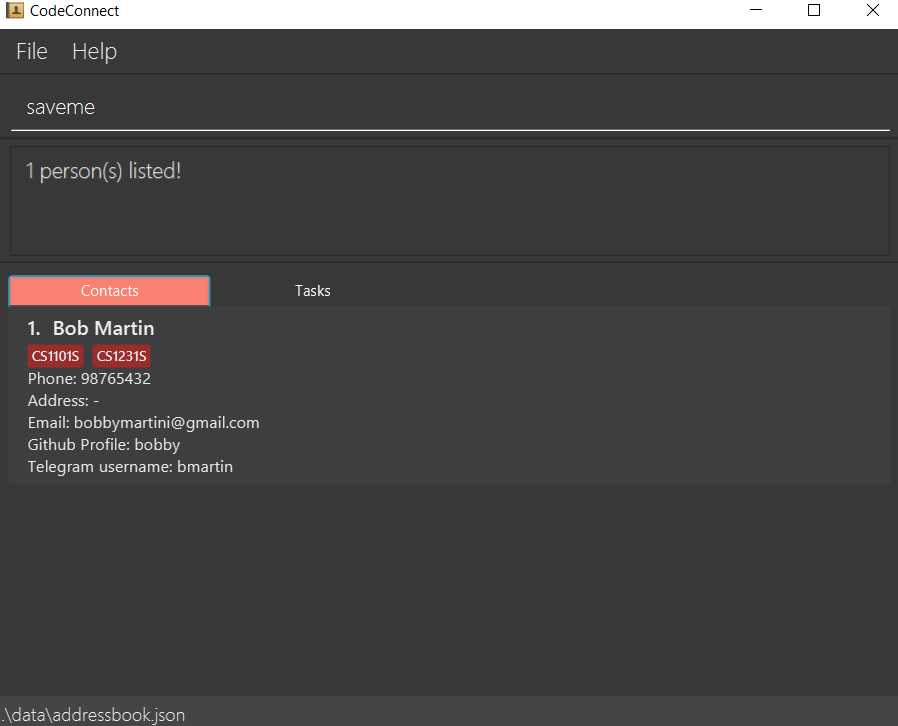 CodeConnect
File Help
saveme
1 person(s) listed!
Contacts Tasks
1. Bob Martin
CS1101S CS1231S
Phone: 98765432
Address: -
Email: bobbymartini@gmail.com
Github Profile: bobby
Telegram username: bmartin
.\data\addressbook.json